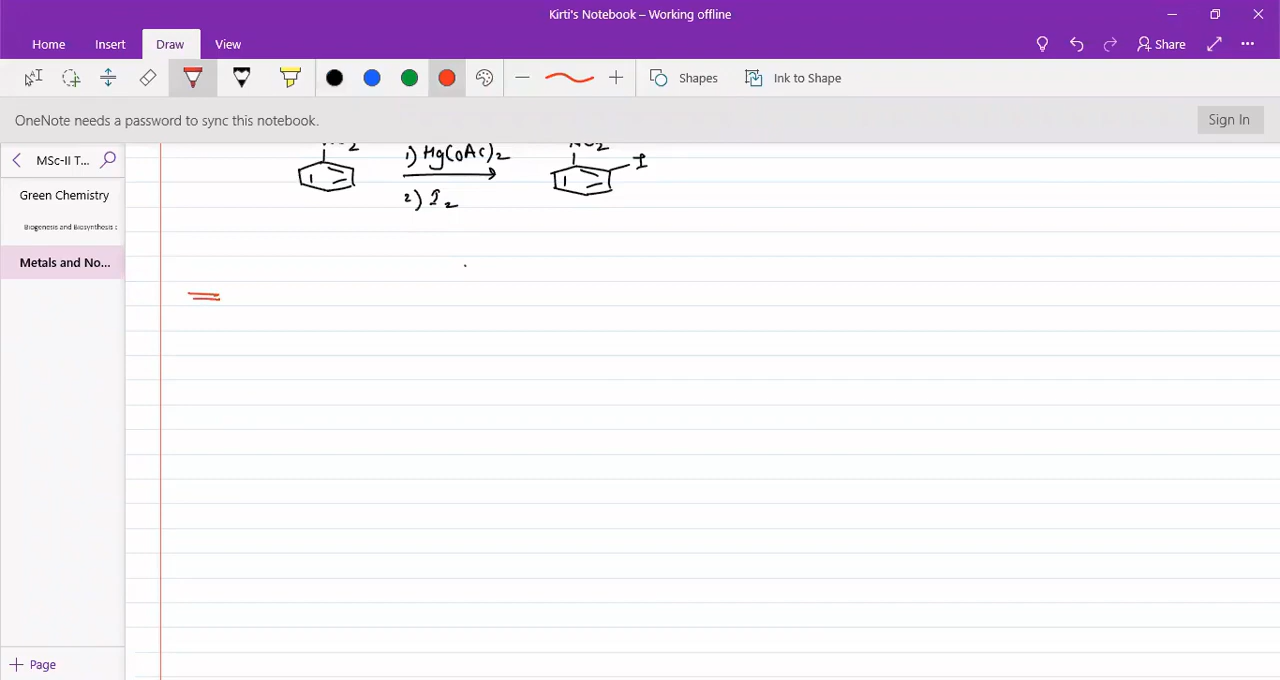 Kirti's Notebook – Working offline
Home Insert Draw View
Share
Shapes Ink to Shape
OneNote needs a password to sync this notebook.
Sign In
MSc-II T...
Green Chemistry
Biogenesis and Biosynthesis
Metals and No...
1) Hg(OAc)2
2) I2
NO2
I
+ Page